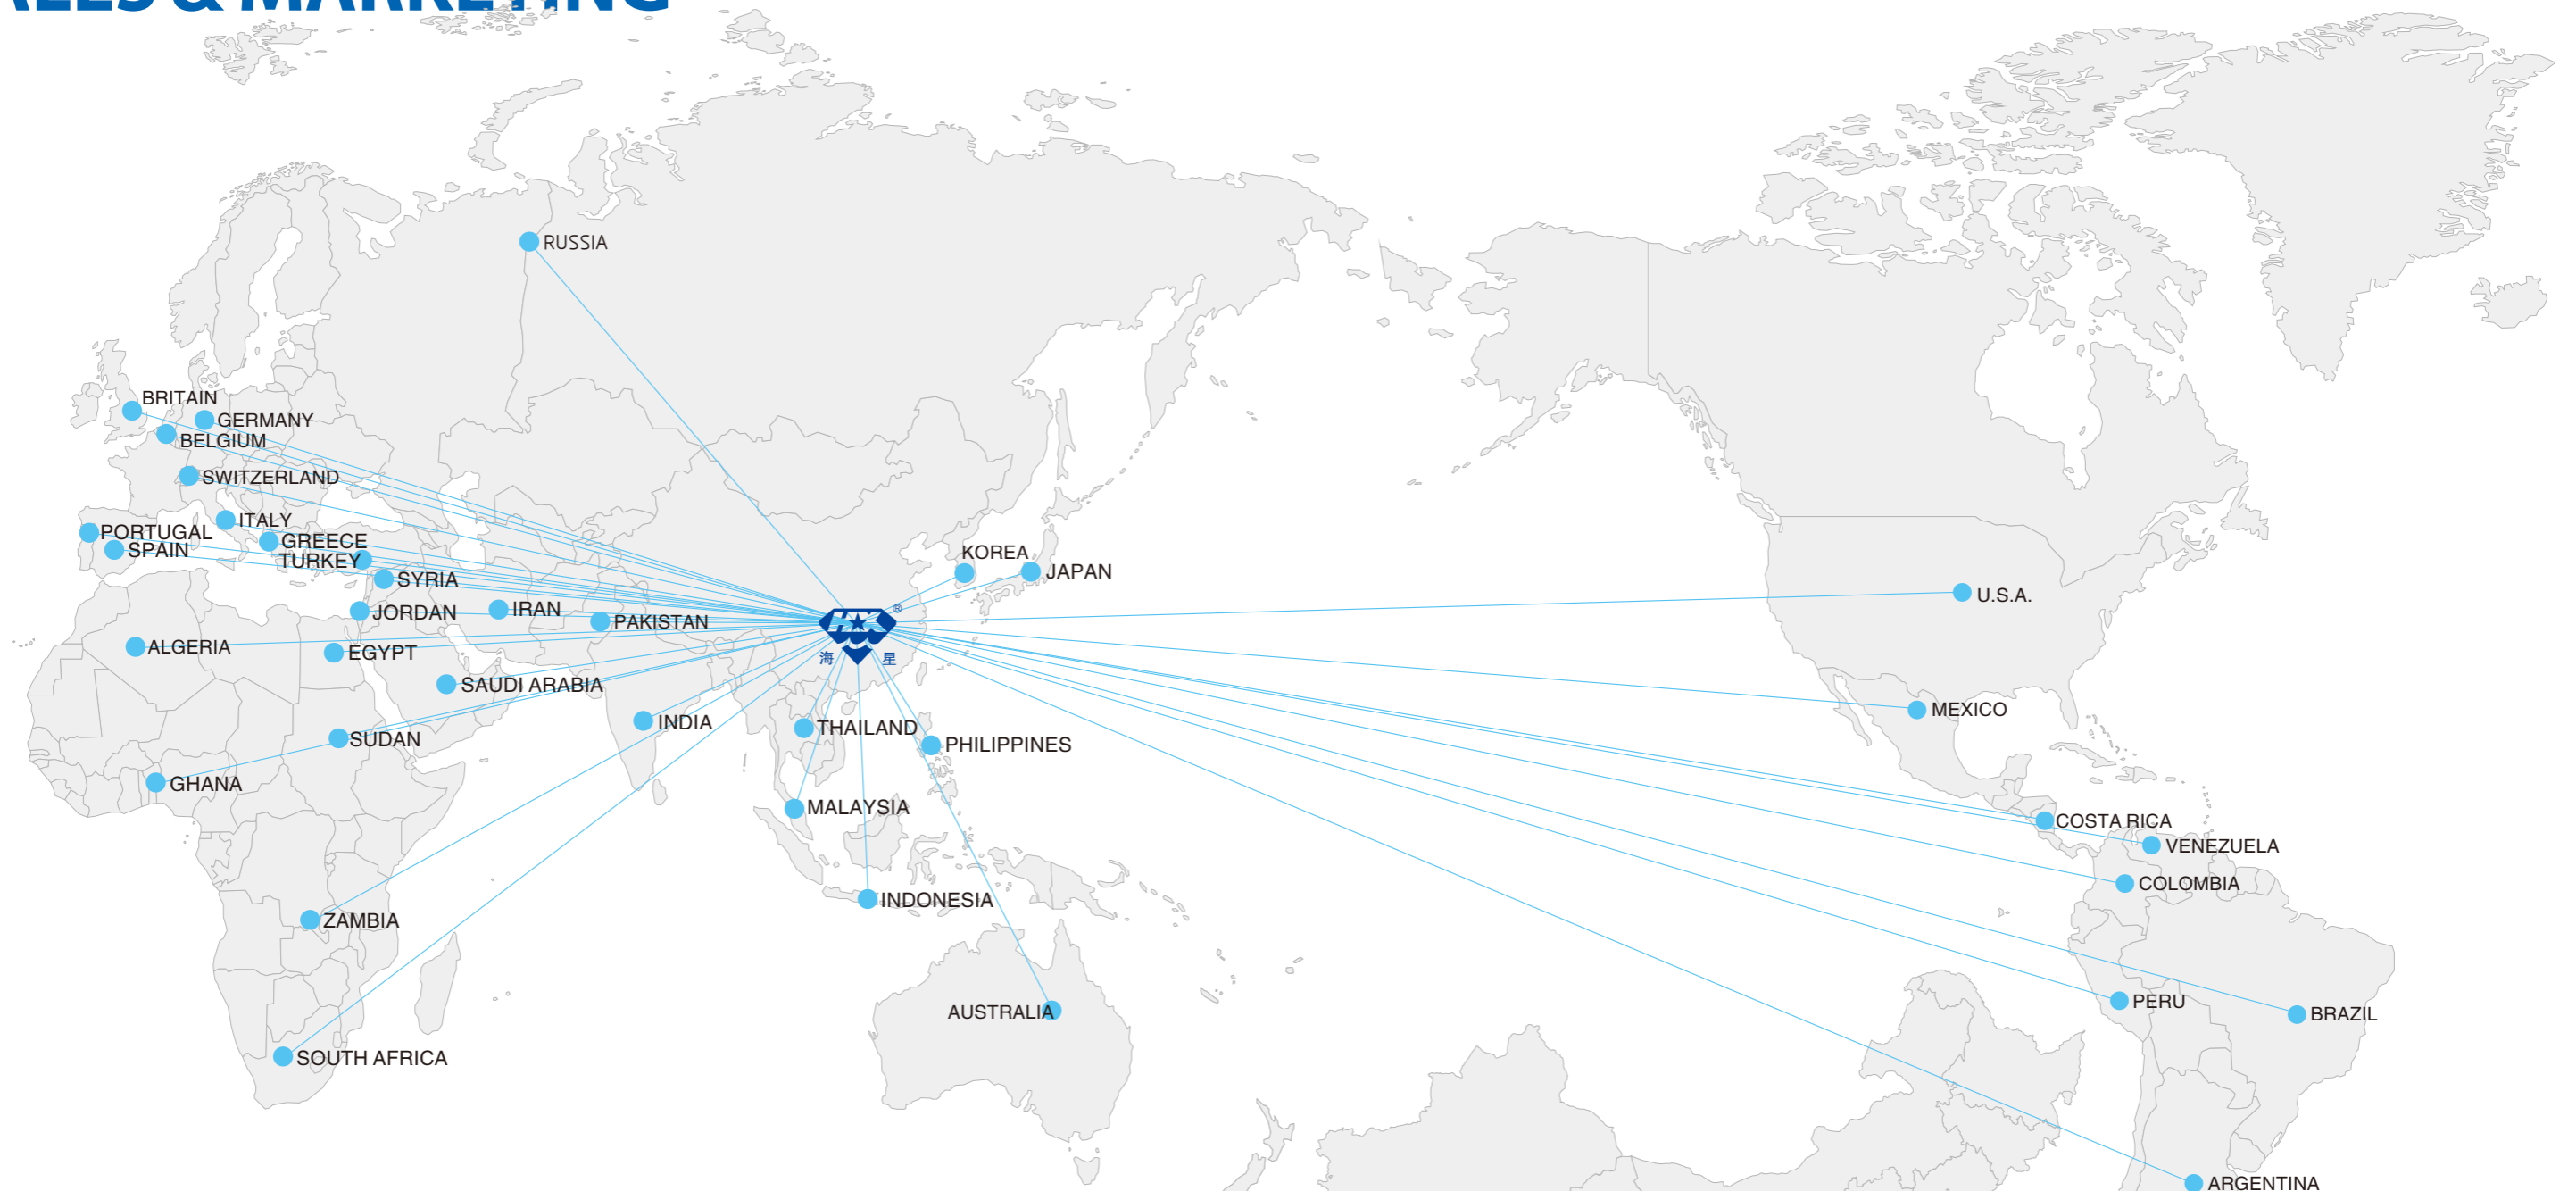 ALES & MARKETING
RUSSIA
BRITAIN
GERMANY
BELGIUM
SWITZERLAND
ITALY
PORTUGAL
GREECE
SPAIN
TURKEY
SYRIA
JORDAN
IRAN
PAKISTAN
ALGERIA
EGYPT
SAUDI ARABIA
INDIA
SUDAN
GHANA
ZAMBIA
SOUTH AFRICA
®
海 星
KOREA
JAPAN
THAILAND
PHILIPPINES
MALAYSIA
INDONESIA
AUSTRALIA
U.S.A.
MEXICO
COSTA RICA
VENEZUELA
COLOMBIA
PERU
BRAZIL
ARGENTINA